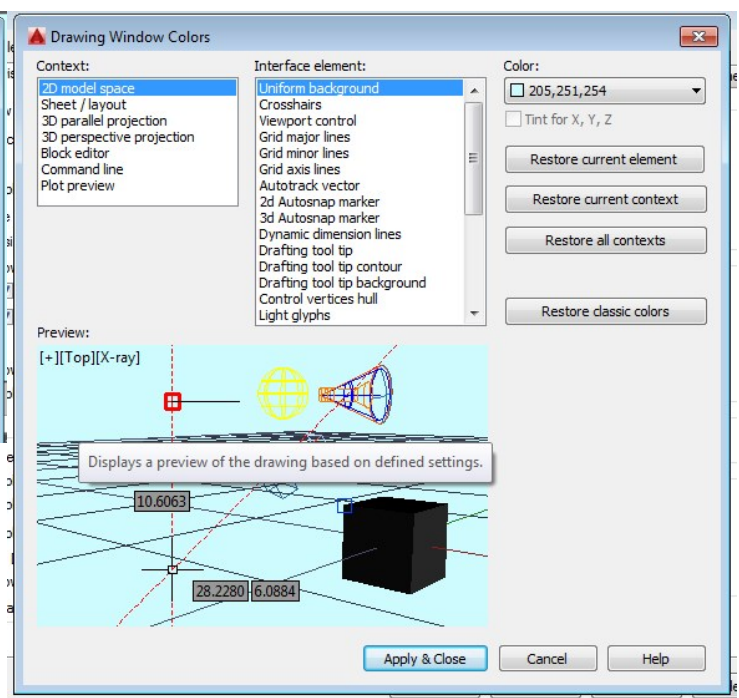 Drawing Window Colors
Context:
2D model space
Sheet / layout
3D parallel projection
3D perspective projection
Block editor
Command line
Plot preview
Interface element:
Uniform background
Crosshairs
Viewport control
Grid major lines
Grid minor lines
Grid axis lines
Autotrack vector
2d Autosnap marker
3d Autosnap marker
Dynamic dimension lines
Drafting tool tip
Drafting tool tip contour
Drafting tool tip background
Control vertices hull
Light glyphs
Color:
205,251,254
Tint for X, Y, Z
Restore current element
Restore current context
Restore all contexts
Restore classic colors
Preview:
[+][Top][X-ray]
Displays a preview of the drawing based on defined settings.
10.6063
28.2280 6.0884
Apply & Close
Cancel
Help